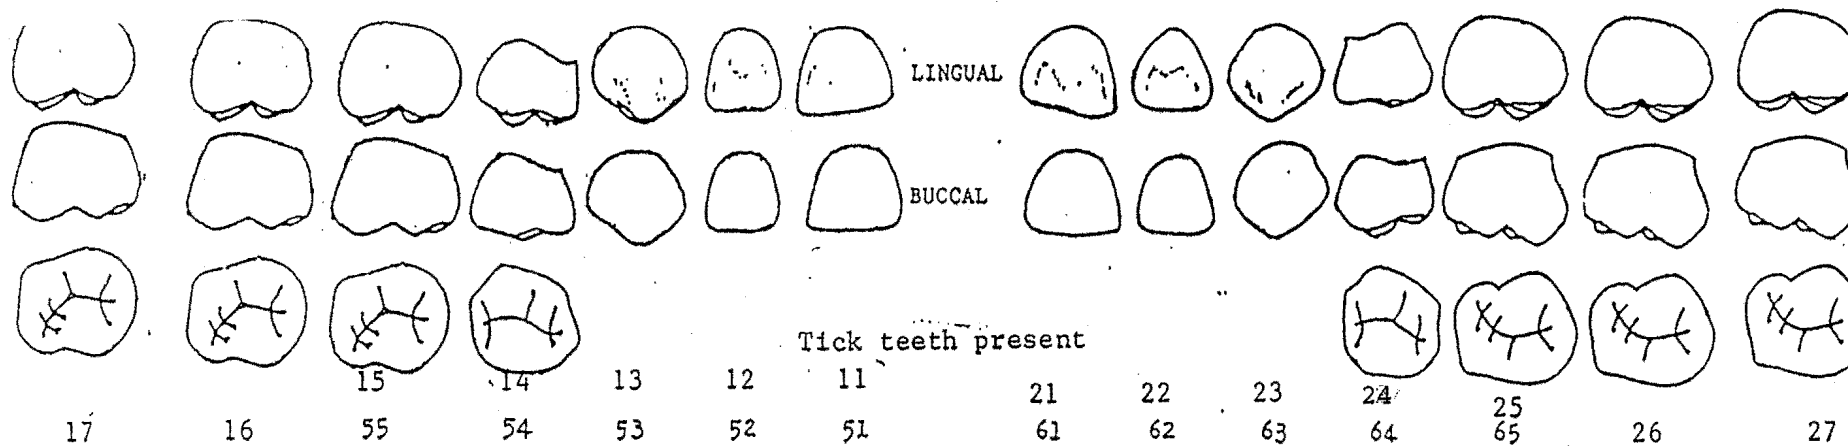 LINGUAL
BUCCAL
Tick teeth present
15 14 13 12 11 21 22 23 24 25
17 16 55 54 53 52 51 61 62 63 64 65 26 27